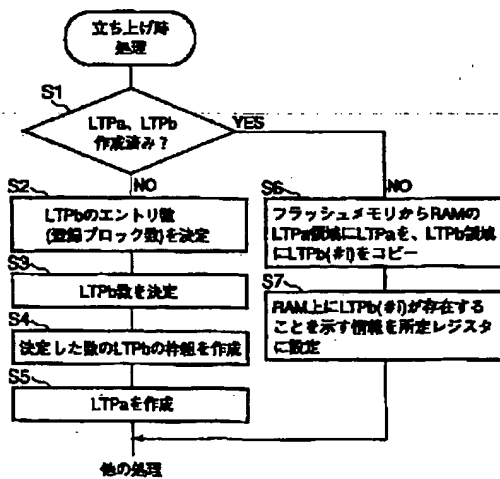 立ち上げ時
処理
S1
LTPa、LTPb
作成済み？
YES
NO
S2
LTPbのエントリ数
(登録ブロック数)を決定
S3
LTPb数を決定
S4
決定した数のLTPbの枠組を作成
S5
LTPaを作成
他の処理
NO
S6
フラッシュメモリからRAMの
LTPa領域にLTPaを、LTPb領域
にLTPb(#i)をコピー
S7
RAM上にLTPb(#i)が存在する
ことを示す情報を所定レジスタ
に設定